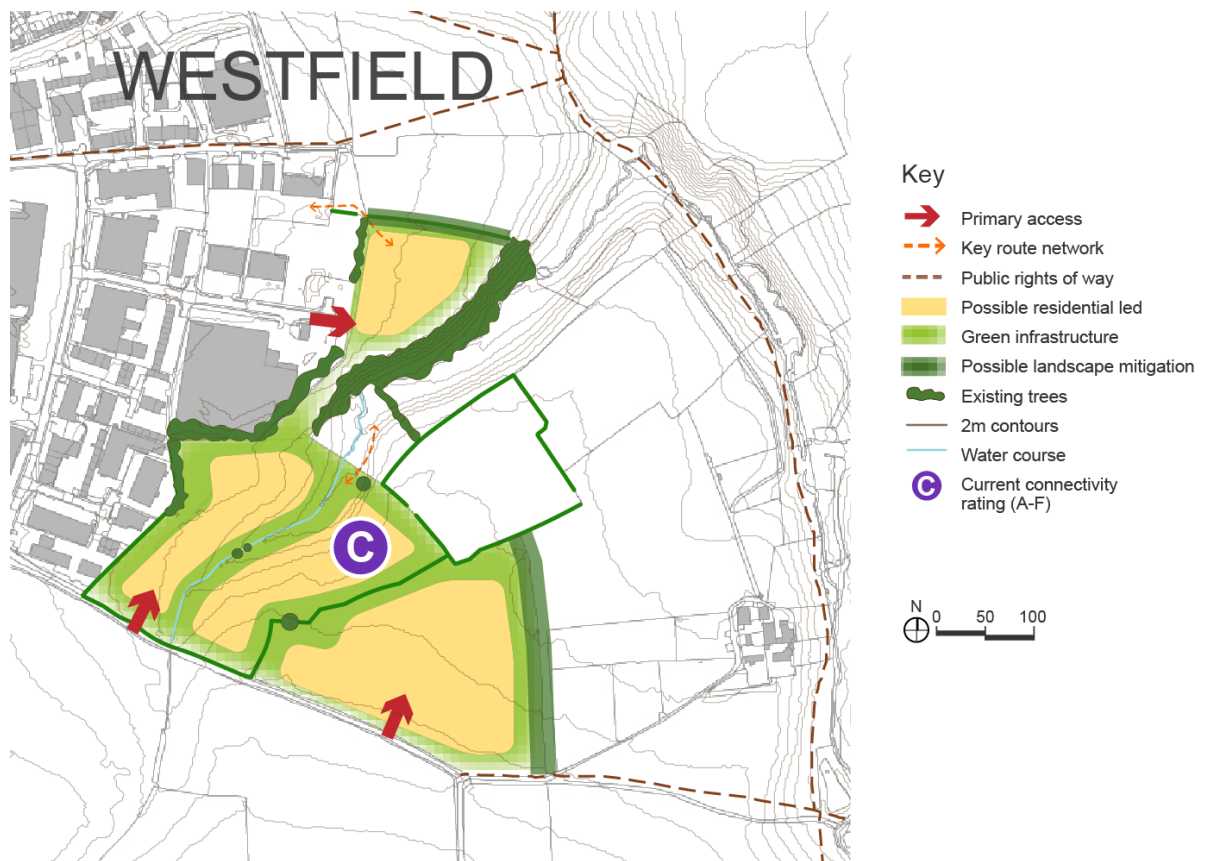 WESTFIELD
C
Key
Primary access
Key route network
Public rights of way
Possible residential led
Green infrastructure
Possible landscape mitigation
Existing trees
2m contours
Water course
C
Current connectivity
rating (A-F)
N
0 50 100